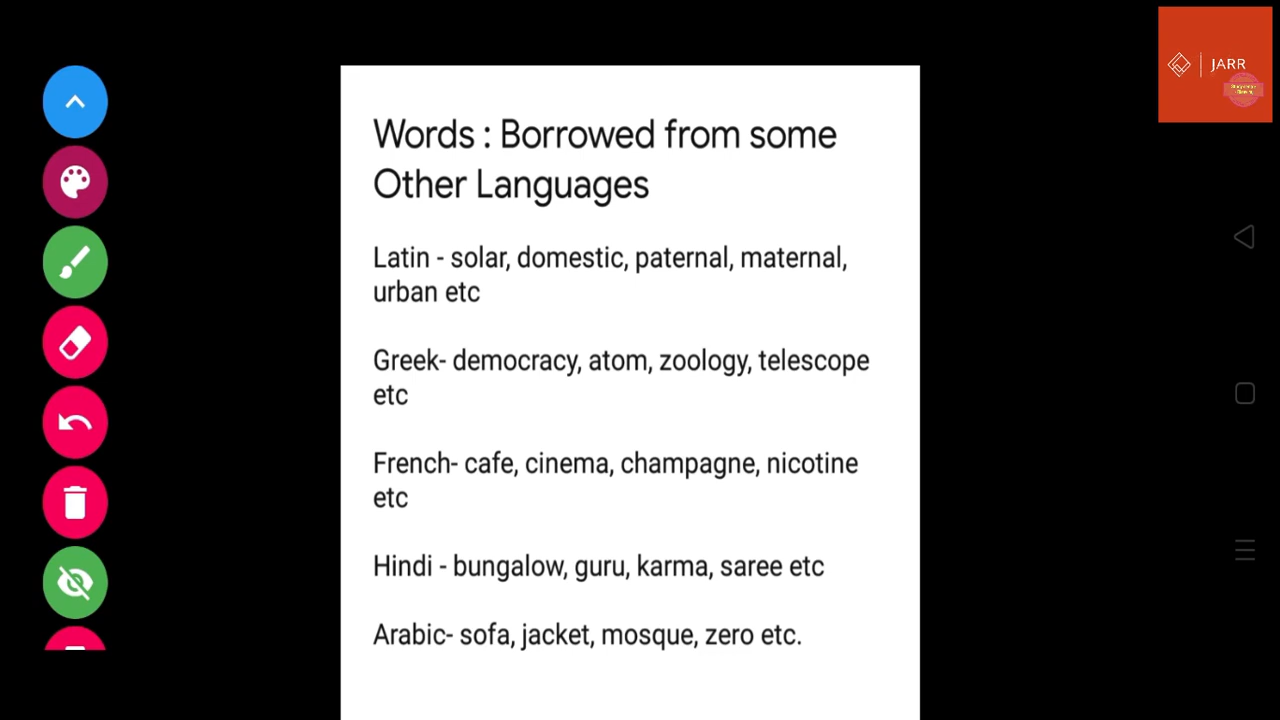 JARR
Words : Borrowed from some
Other Languages
Latin - solar, domestic, paternal, maternal,
urban etc
Greek- democracy, atom, zoology, telescope
etc
French- cafe, cinema, champagne, nicotine
etc
Hindi - bungalow, guru, karma, saree etc
Arabic- sofa, jacket, mosque, zero etc.